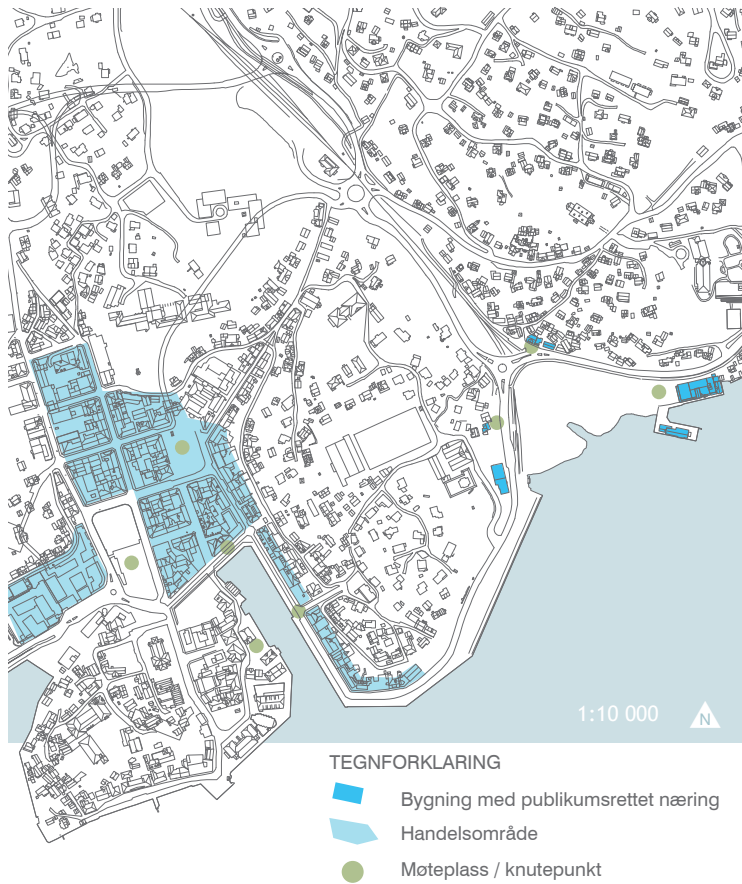 1:10 000
N
TEGNFORKLARING
Bygning med publikumsrettet næring
Handelsområde
Møteplass / knutepunkt